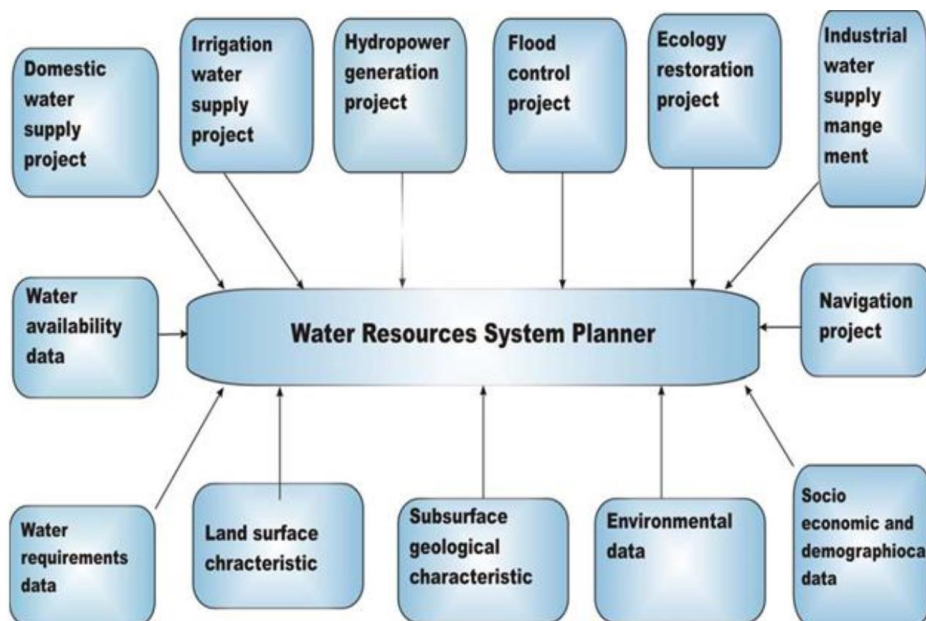 Domestic
water
supply
project
Irrigation
water
supply
project
Hydropower
generation
project
Flood
control
project
Ecology
restoration
project
Industrial
water
supply
mange
ment
Water
availability
data
Water Resources System Planner
Navigation
project
Water
requirements
data
Land surface
chracteristic
Subsurface
geological
characteristic
Environmental
data
Socio
economic and
demographioca
data